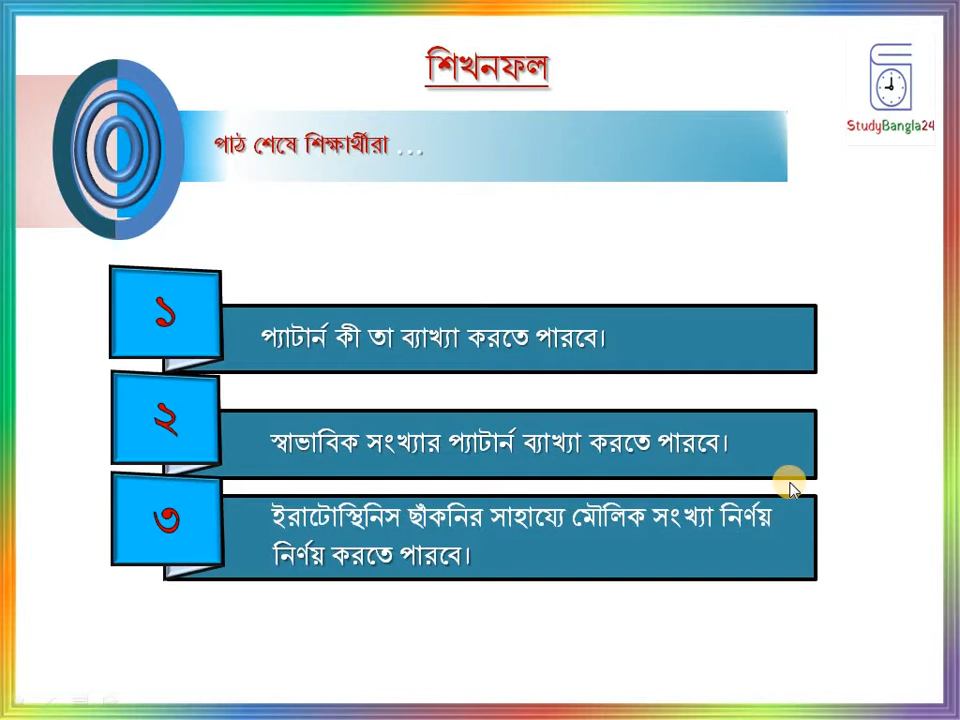 শিখনফল
StudyBangla24
পাঠ শেষে শিক্ষার্থীরা ...
১
প্যাটার্ন কী তা ব্যাখ্যা করতে পারবে।
২
স্বাভাবিক সংখ্যার প্যাটার্ন ব্যাখ্যা করতে পারবে।
৩
ইরাটোস্থিনিস ছাঁকনির সাহায্যে মৌলিক সংখ্যা নির্ণয়
নির্ণয় করতে পারবে।